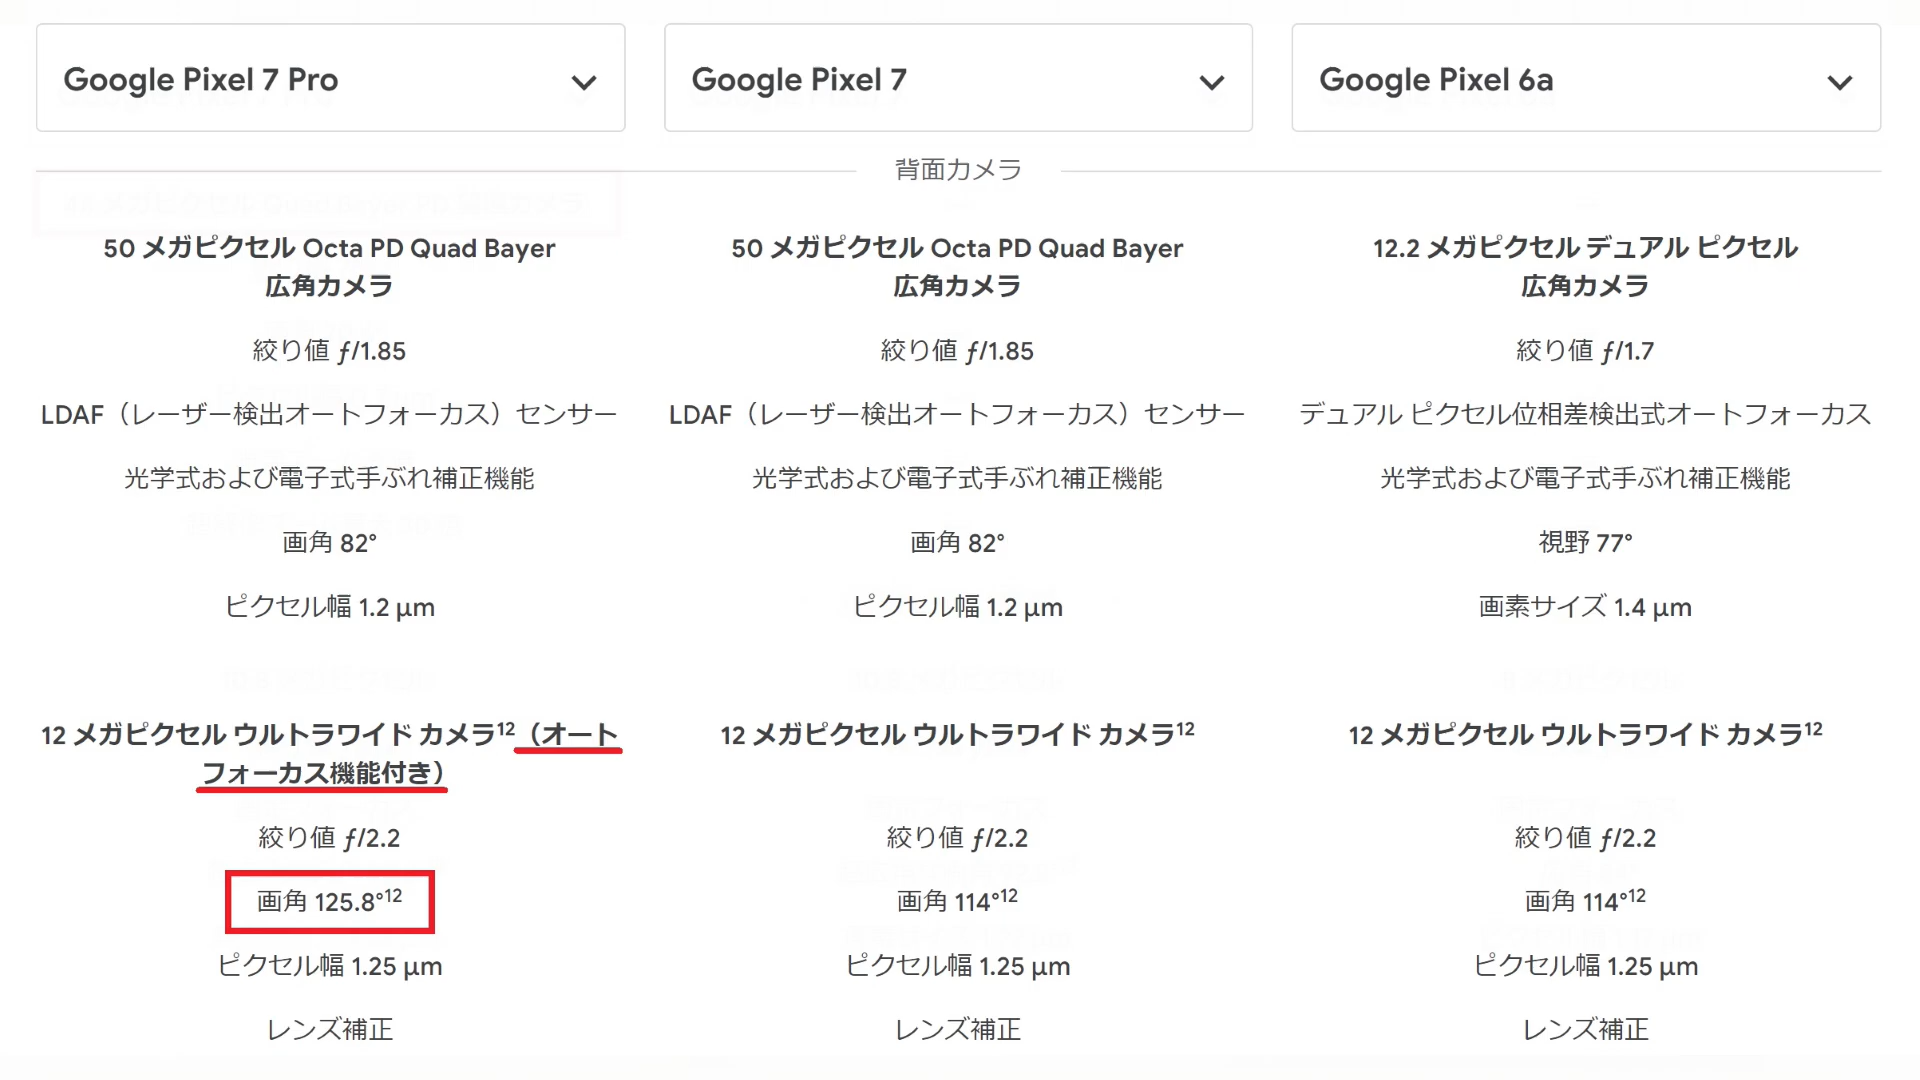 Google Pixel 7 Pro
Google Pixel 7
Google Pixel 6a
背面カメラ
50 メガピクセル Octa PD Quad Bayer
広角カメラ
絞り値 ƒ/1.85
LDAF（レーザー検出オートフォーカス）センサー
光学式および電子式手ぶれ補正機能
画角 82°
ピクセル幅 1.2 μm
50 メガピクセル Octa PD Quad Bayer
広角カメラ
絞り値 ƒ/1.85
LDAF（レーザー検出オートフォーカス）センサー
光学式および電子式手ぶれ補正機能
画角 82°
ピクセル幅 1.2 μm
12.2 メガピクセル デュアル ピクセル
広角カメラ
絞り値 ƒ/1.7
デュアル ピクセル位相差検出式オートフォーカス
光学式および電子式手ぶれ補正機能
視野 77°
画素サイズ 1.4 μm
12 メガピクセル ウルトラワイド カメラ¹²（オート
フォーカス機能付き）
絞り値 ƒ/2.2
画角 125.8°¹²
ピクセル幅 1.25 μm
レンズ補正
12 メガピクセル ウルトラワイド カメラ¹²
絞り値 ƒ/2.2
画角 114°¹²
ピクセル幅 1.25 μm
レンズ補正
12 メガピクセル ウルトラワイド カメラ¹²
絞り値 ƒ/2.2
画角 114°¹²
ピクセル幅 1.25 μm
レンズ補正